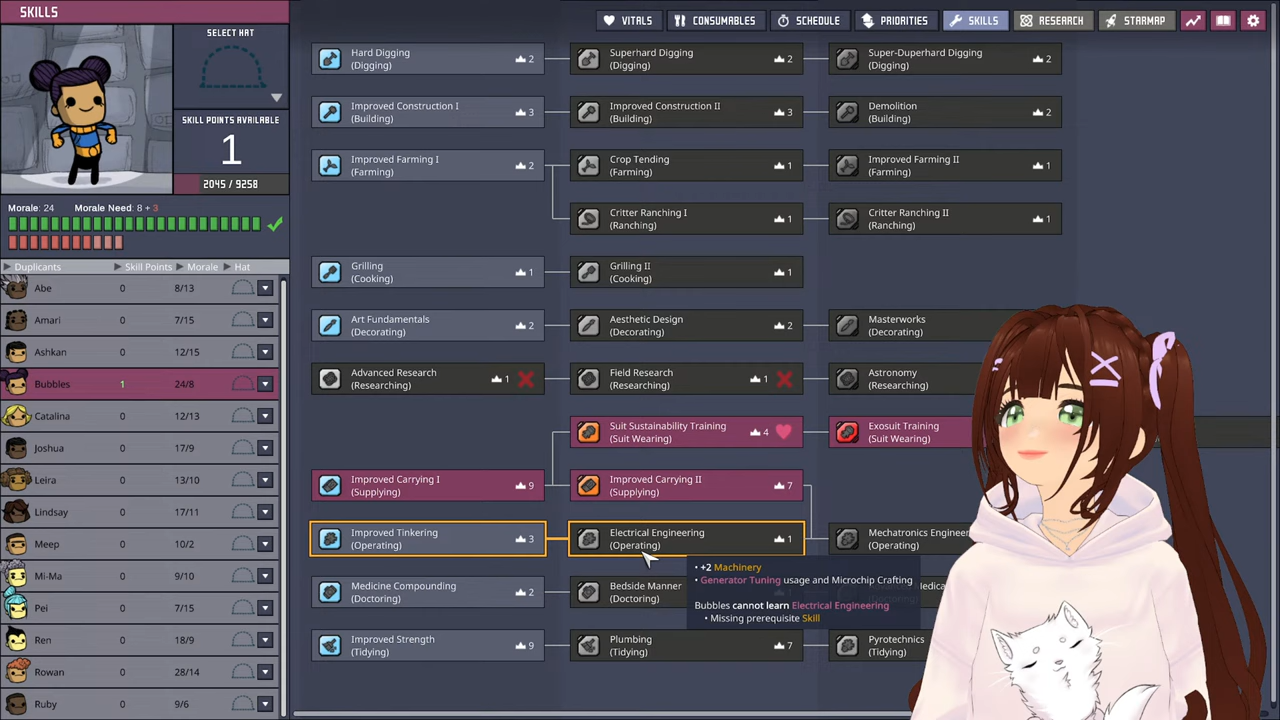 SKILLS
VITALS
CONSUMABLES
SCHEDULE
PRIORITIES
SKILLS
RESEARCH
STARMAP
SELECT HAT
SKILL POINTS AVAILABLE
1
2045 / 9258
Morale: 24 Morale Need: 8 + 3
Duplicants Skill Points Morale Hat
Abe 0 8/13
Amari 0 7/15
Ashkan 0 12/15
Bubbles 1 24/8
Catalina 0 12/13
Joshua 0 17/9
Leira 0 13/10
Lindsay 0 17/11
Meep 0 10/2
Mi-Ma 0 9/10
Pei 0 7/15
Ren 0 18/9
Rowan 0 28/14
Ruby 0 9/6
Hard Digging
(Digging)
2
Superhard Digging
(Digging)
2
Super-Duperhard Digging
(Digging)
2
Improved Construction I
(Building)
3
Improved Construction II
(Building)
3
Demolition
(Building)
2
Improved Farming I
(Farming)
2
Crop Tending
(Farming)
1
Improved Farming II
(Farming)
1
Critter Ranching I
(Ranching)
1
Critter Ranching II
(Ranching)
1
Grilling
(Cooking)
1
Grilling II
(Cooking)
1
Art Fundamentals
(Decorating)
2
Aesthetic Design
(Decorating)
2
Masterworks
(Decorating)
Advanced Research
(Researching)
1
Field Research
(Researching)
1
Astronomy
(Researching)
Suit Sustainability Training
(Suit Wearing)
4
Exosuit Training
(Suit Wearing)
Improved Carrying I
(Supplying)
9
Improved Carrying II
(Supplying)
7
Improved Tinkering
(Operating)
3
Electrical Engineering
(Operating)
1
Mechatronics Engine
(Operating)
Medicine Compounding
(Doctoring)
2
Bedside Manner
(Doctoring)
Improved Strength
(Tidying)
9
Plumbing
(Tidying)
7
Pyrotechnics
(Tidying)
• +2 Machinery
• Generator Tuning usage and Microchip Crafting
Bubbles cannot learn Electrical Engineering
• Missing prerequisite Skill